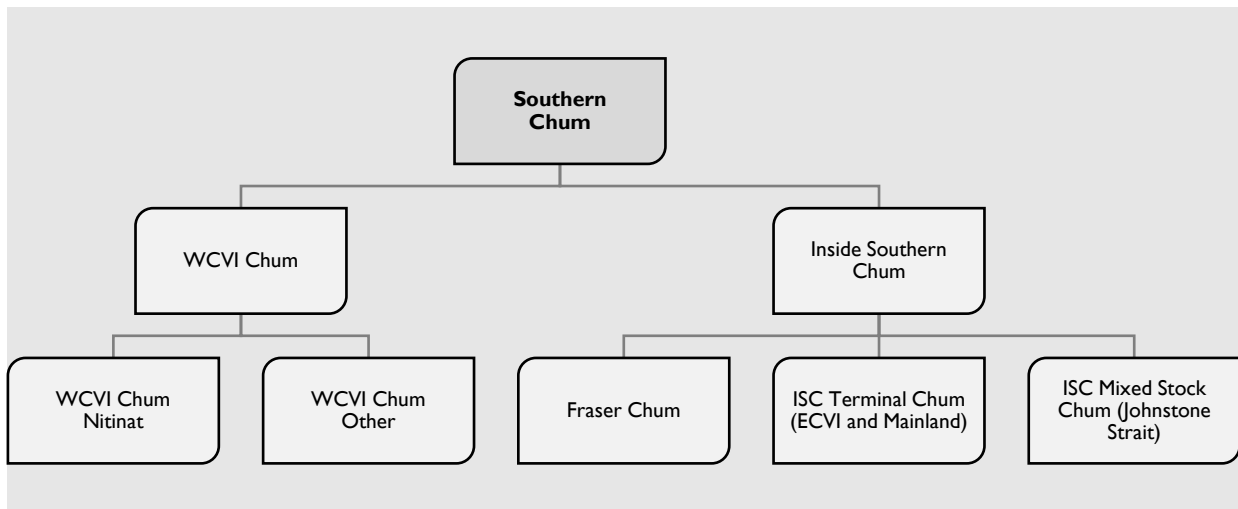 Southern
Chum
WCVI Chum
Inside Southern
Chum
WCVI Chum
Nitinat
WCVI Chum
Other
Fraser Chum
ISC Terminal Chum
(ECVI and Mainland)
ISC Mixed Stock
Chum (Johnstone
Strait)